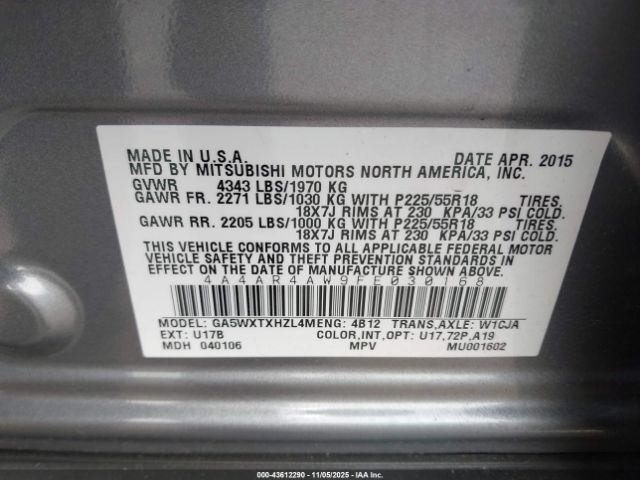 MADE IN U.S.A. DATE APR. 2015
MFD BY MITSUBISHI MOTORS NORTH AMERICA, INC.
GVWR 4343 LBS/1970 KG
GAWR FR. 2271 LBS/1030 KG WITH P225/55R18 TIRES.
18X7J RIMS AT 230 KPA/33 PSI COLD.
GAWR RR. 2205 LBS/1000 KG WITH P225/55R18 TIRES.
18X7J RIMS AT 230 KPA/33 PSI COLD.
THIS VEHICLE CONFORMS TO ALL APPLICABLE FEDERAL MOTOR
VEHICLE SAFETY AND THEFT PREVENTION STANDARDS IN
EFFECT ON THE DATE OF MANUFACTURE SHOWN ABOVE.
4A4AR4AW9FE030168
MODEL: GA5WXTXHZL4MENG: 4B12 TRANS,AXLE: W1CJA
EXT: U17B COLOR,INT,OPT: U17,72P,A19
MDH 040106 MPV MU001602
000-43612290 - 11/05/2025 - IAAI.COM